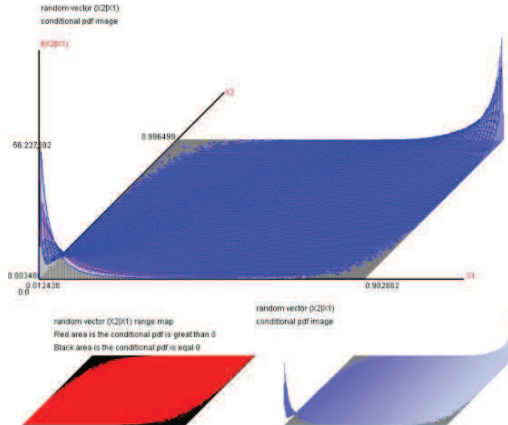 random vector (X2|X1)
conditional pdf image
f(X2|X1)
X2
0.996499
56.227392
0.003408
0.012438
0.0
0.982662
X1
random vector (X2|X1) range map
Red area is the conditional pdf is great than 0
Black area is the conditional pdf is eqal 0
random vector (X2|X1)
conditional pdf image